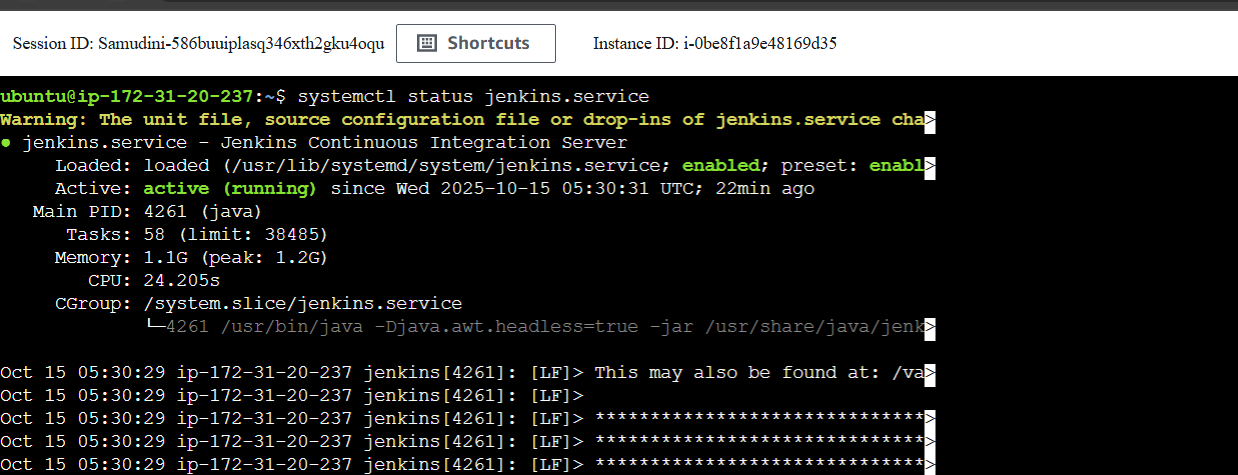 Session ID: Samudini-586buuiplasq346xth2gku4oqu Shortcuts Instance ID: i-0be8f1a9e48169d35
ubuntu@ip-172-31-20-237:~$ systemctl status jenkins.service
Warning: The unit file, source configuration file or drop-ins of jenkins.service cha>
● jenkins.service - Jenkins Continuous Integration Server
Loaded: loaded (/usr/lib/systemd/system/jenkins.service; enabled; preset: enabl>
Active: active (running) since Wed 2025-10-15 05:30:31 UTC; 22min ago
Main PID: 4261 (java)
Tasks: 58 (limit: 38485)
Memory: 1.1G (peak: 1.2G)
CPU: 24.205s
CGroup: /system.slice/jenkins.service
└─4261 /usr/bin/java -Djava.awt.headless=true -jar /usr/share/java/jenk>
Oct 15 05:30:29 ip-172-31-20-237 jenkins[4261]: [LF]> This may also be found at: /va>
Oct 15 05:30:29 ip-172-31-20-237 jenkins[4261]: [LF]>
Oct 15 05:30:29 ip-172-31-20-237 jenkins[4261]: [LF]> ******************************>
Oct 15 05:30:29 ip-172-31-20-237 jenkins[4261]: [LF]> ******************************>
Oct 15 05:30:29 ip-172-31-20-237 jenkins[4261]: [LF]> ******************************>